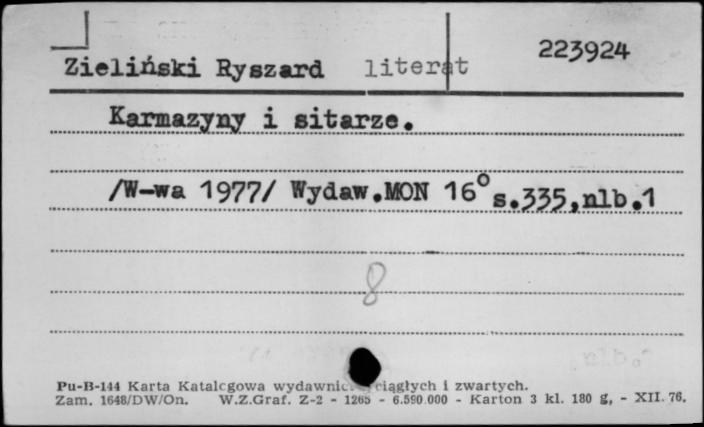 Zieliński Ryszard literat 223924
Karmazyny i sitarze.
/W-wa 1977/ Wydaw.MON 16° s.335,nlb.1
8
Pu-B-144 Karta Katalogowa wydawnictw ciągłych i zwartych.
Zam. 1648/DW/On. W.Z.Graf. Z-2 - 1265 - 6.590.000 - Karton 3 kl. 180 g, - XII. 76.